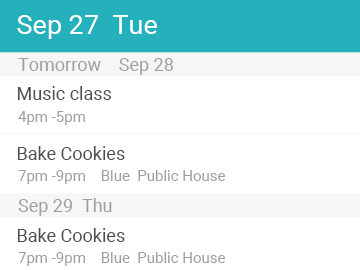 Sep 27 Tue
Tomorrow Sep 28
Music class
4pm -5pm
Bake Cookies
7pm -9pm Blue Public House
Sep 29 Thu
Bake Cookies
7pm -9pm Blue Public House